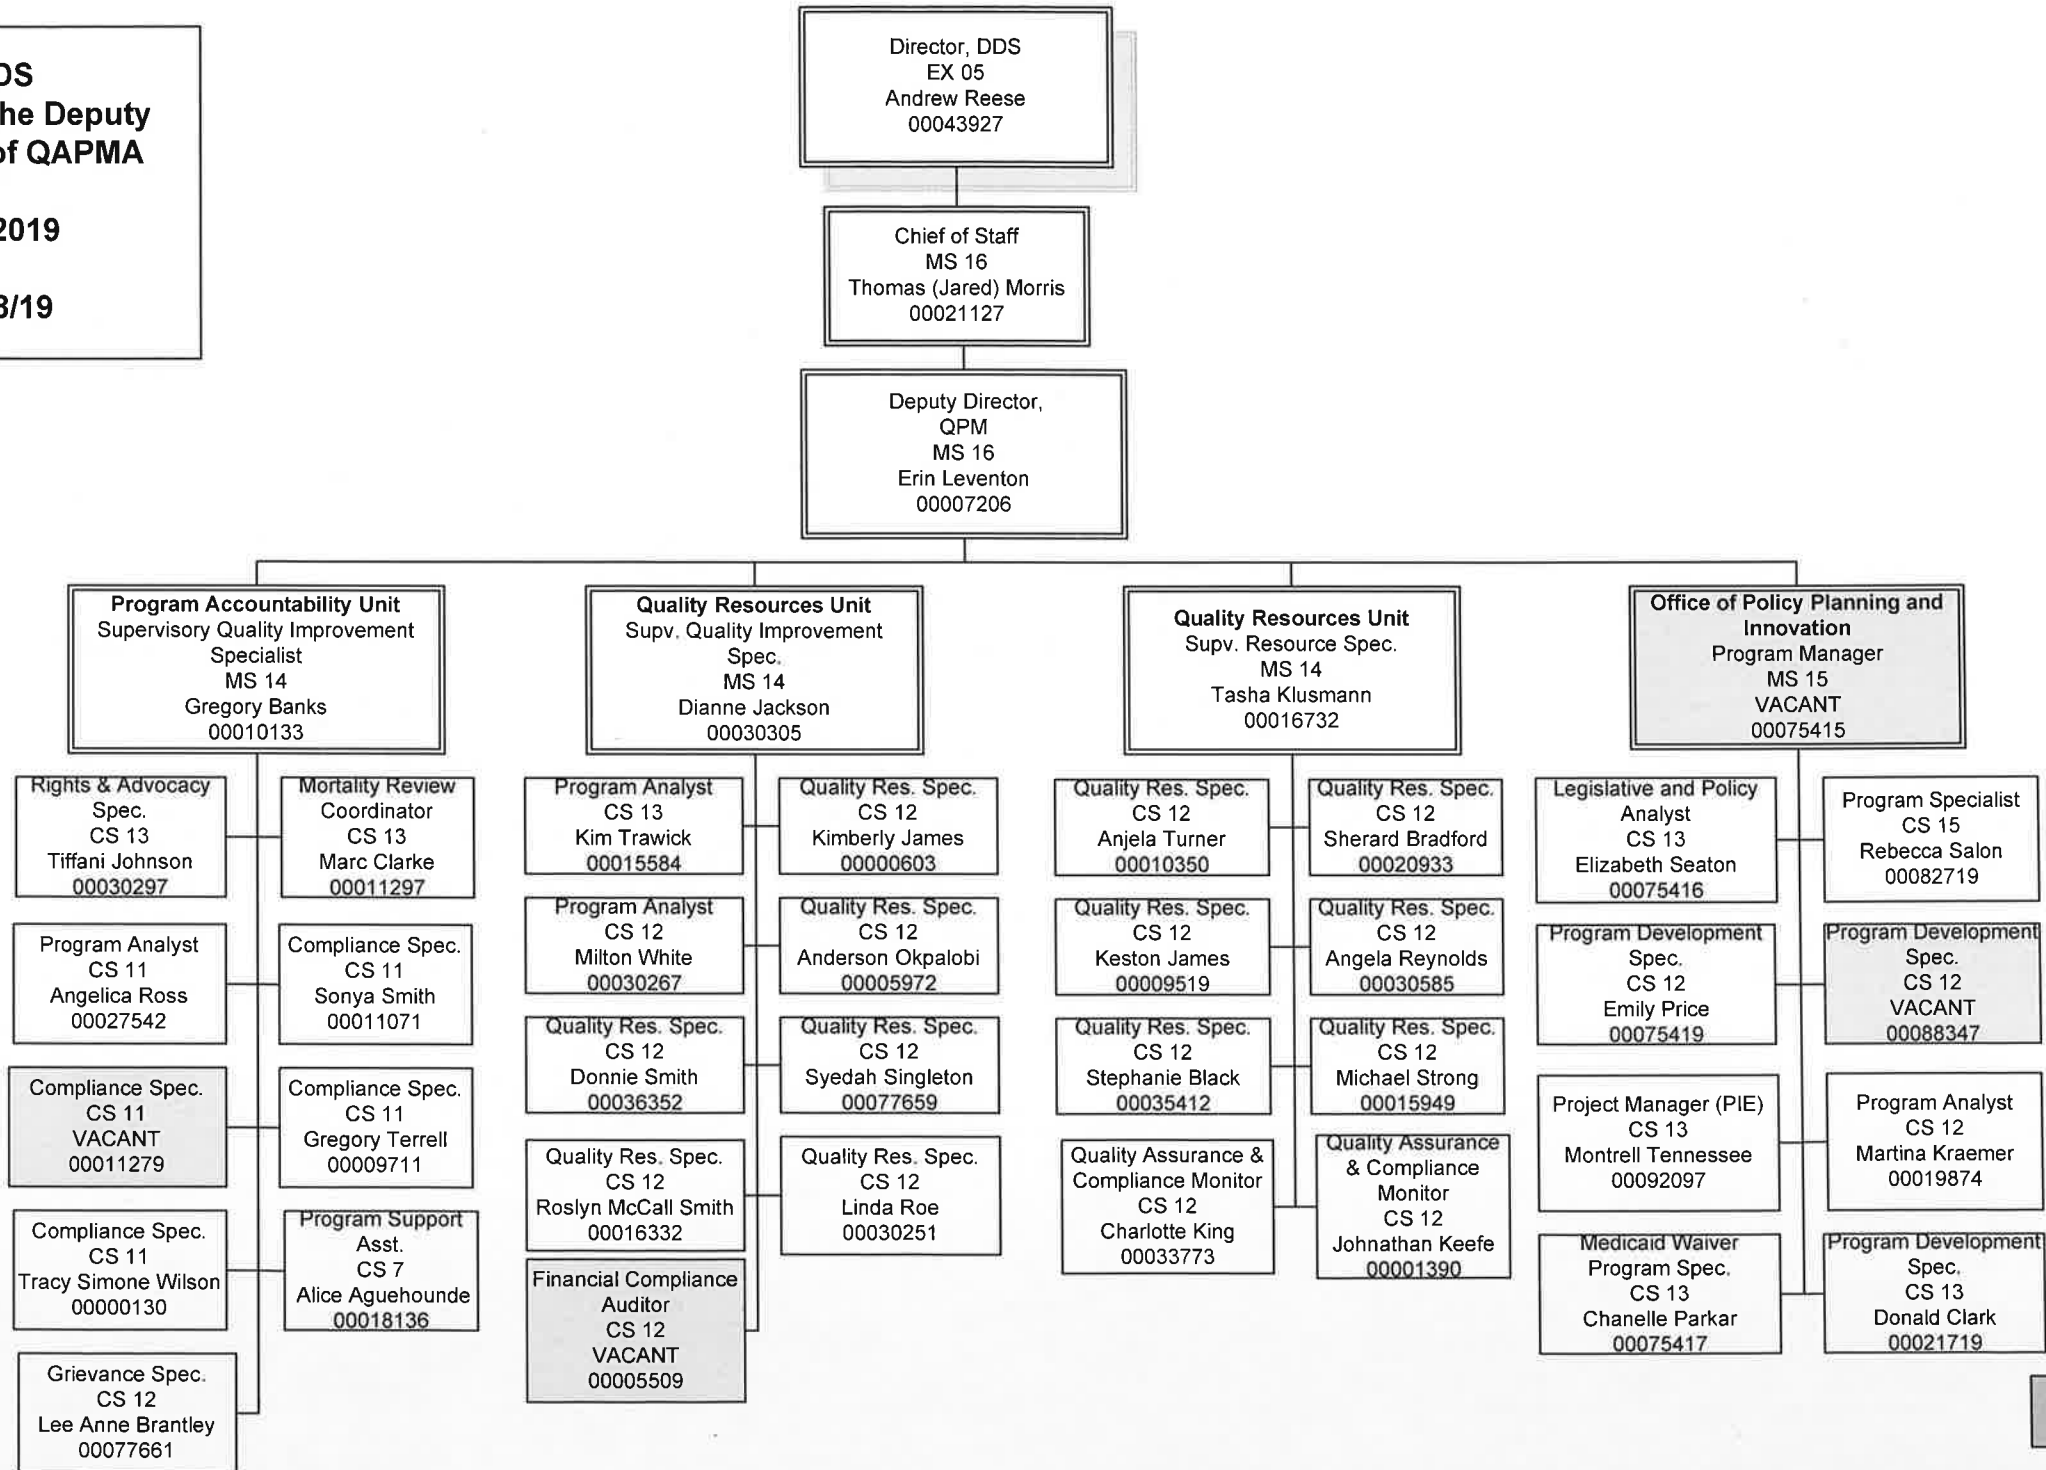 DS
he Deputy
of QAPMA
2019
3/19
Director, DDS
EX 05
Andrew Reese
00043927
Chief of Staff
MS 16
Thomas (Jared) Morris
00021127
Deputy Director,
QPM
MS 16
Erin Leventon
00007206
Program Accountability Unit
Supervisory Quality Improvement
Specialist
MS 14
Gregory Banks
00010133
Quality Resources Unit
Supv. Quality Improvement
Spec.
MS 14
Dianne Jackson
00030305
Quality Resources Unit
Supv. Resource Spec.
MS 14
Tasha Klusmann
00016732
Office of Policy Planning and
Innovation
Program Manager
MS 15
VACANT
00075415
Rights & Advocacy
Spec.
CS 13
Tiffani Johnson
00030297
Mortality Review
Coordinator
CS 13
Marc Clarke
00011297
Program Analyst
CS 11
Angelica Ross
00027542
Compliance Spec.
CS 11
Sonya Smith
00011071
Compliance Spec.
CS 11
VACANT
00011279
Compliance Spec.
CS 11
Gregory Terrell
00009711
Compliance Spec.
CS 11
Tracy Simone Wilson
00000130
Program Support
Asst.
CS 7
Alice Aguehounde
00018136
Grievance Spec.
CS 12
Lee Anne Brantley
00077661
Program Analyst
CS 13
Kim Trawick
00015584
Quality Res. Spec.
CS 12
Kimberly James
00000603
Program Analyst
CS 12
Milton White
00030267
Quality Res. Spec.
CS 12
Anderson Okpalobi
00005972
Quality Res. Spec.
CS 12
Donnie Smith
00036352
Quality Res. Spec.
CS 12
Syedah Singleton
00077659
Quality Res. Spec.
CS 12
Roslyn McCall Smith
00016332
Quality Res. Spec.
CS 12
Linda Roe
00030251
Financial Compliance
Auditor
CS 12
VACANT
00005509
Quality Res. Spec.
CS 12
Anjela Turner
00010350
Quality Res. Spec.
CS 12
Sherard Bradford
00020933
Quality Res. Spec.
CS 12
Keston James
00009519
Quality Res. Spec.
CS 12
Angela Reynolds
00030585
Quality Res. Spec.
CS 12
Stephanie Black
00035412
Quality Res. Spec.
CS 12
Michael Strong
00015949
Quality Assurance &
Compliance Monitor
CS 12
Charlotte King
00033773
Quality Assurance
& Compliance
Monitor
CS 12
Johnathan Keefe
00001390
Legislative and Policy
Analyst
CS 13
Elizabeth Seaton
00075416
Program Specialist
CS 15
Rebecca Salon
00082719
Program Development
Spec.
CS 12
Emily Price
00075419
Program Development
Spec.
CS 12
VACANT
00088347
Project Manager (PIE)
CS 13
Montrell Tennessee
00092097
Program Analyst
CS 12
Martina Kraemer
00019874
Medicaid Waiver
Program Spec.
CS 13
Chanelle Parkar
00075417
Program Development
Spec.
CS 13
Donald Clark
00021719